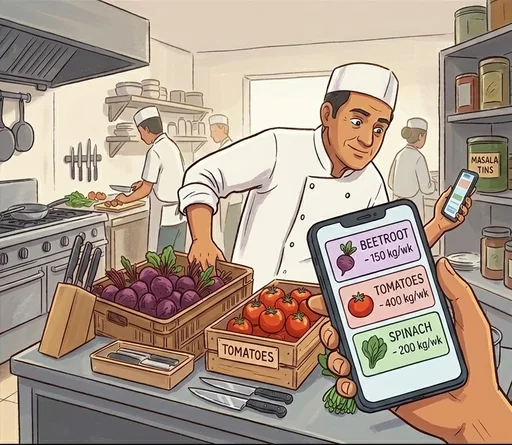 MASALA
TINS
BEETROOT
~150 kg/wk
TOMATOES
~400 kg/wk
SPINACH
~200 kg/wk
TOMATOES